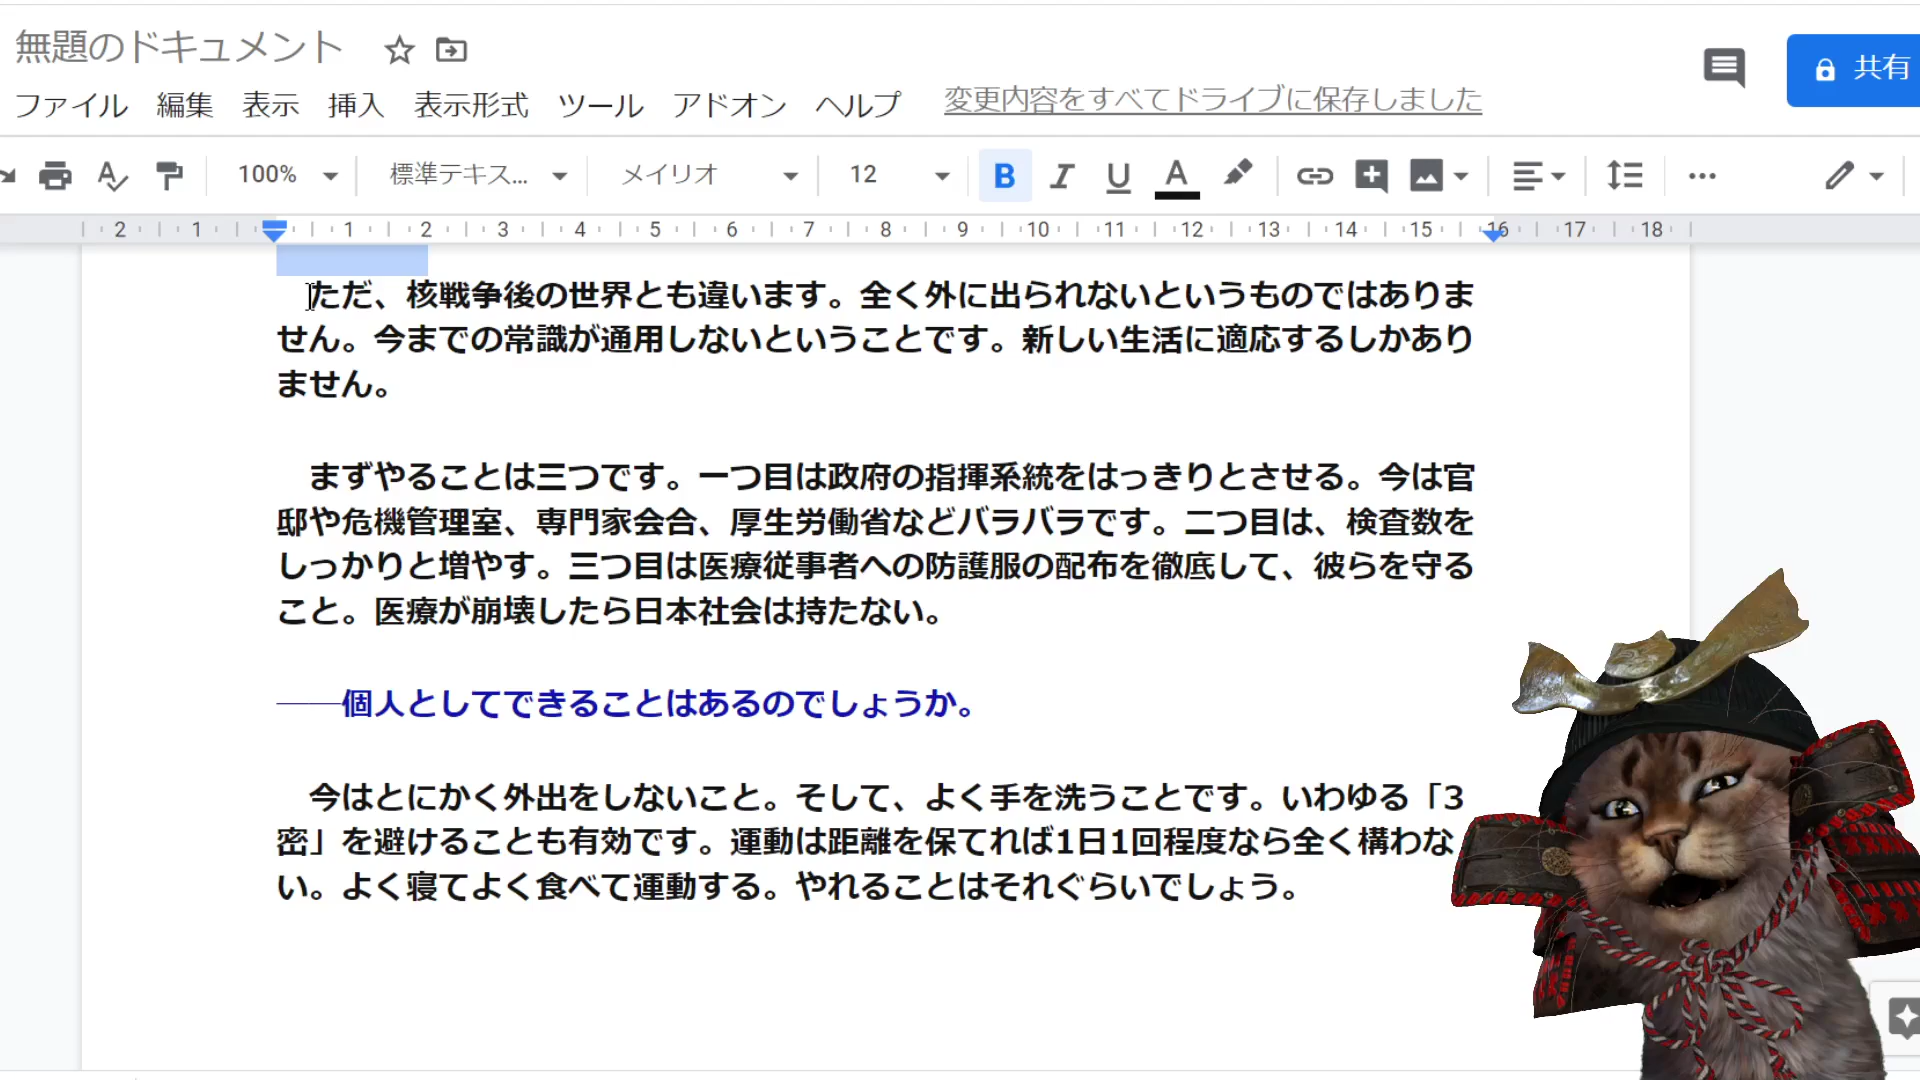 無題のドキュメント
共有
ファイル 編集 表示 挿入 表示形式 ツール アドオン ヘルプ 変更内容をすべてドライブに保存しました
100% 標準テキス... メイリオ 12 B I U A
2 1 1 2 3 4 5 6 7 8 9 10 11 12 13 14 15 16 17 18
ただ、核戦争後の世界とも違います。全く外に出られないというものではありま
せん。今までの常識が通用しないということです。新しい生活に適応するしかあり
ません。
まずやることは三つです。一つ目は政府の指揮系統をはっきりとさせる。今は官
邸や危機管理室、専門家会合、厚生労働省などバラバラです。二つ目は、検査数を
しっかりと増やす。三つ目は医療従事者への防護服の配布を徹底して、彼らを守る
こと。医療が崩壊したら日本社会は持たない。
――個人としてできることはあるのでしょうか。
今はとにかく外出をしないこと。そして、よく手を洗うことです。いわゆる「3
密」を避けることも有効です。運動は距離を保てれば1日1回程度なら全く構わな
い。よく寝てよく食べて運動する。やれることはそれぐらいでしょう。